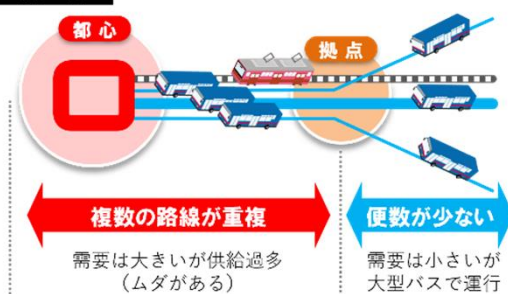 都心
拠点
複数の路線が重複
便数が少ない
需要は大きいが供給過多
（ムダがある）
需要は小さいが
大型バスで運行